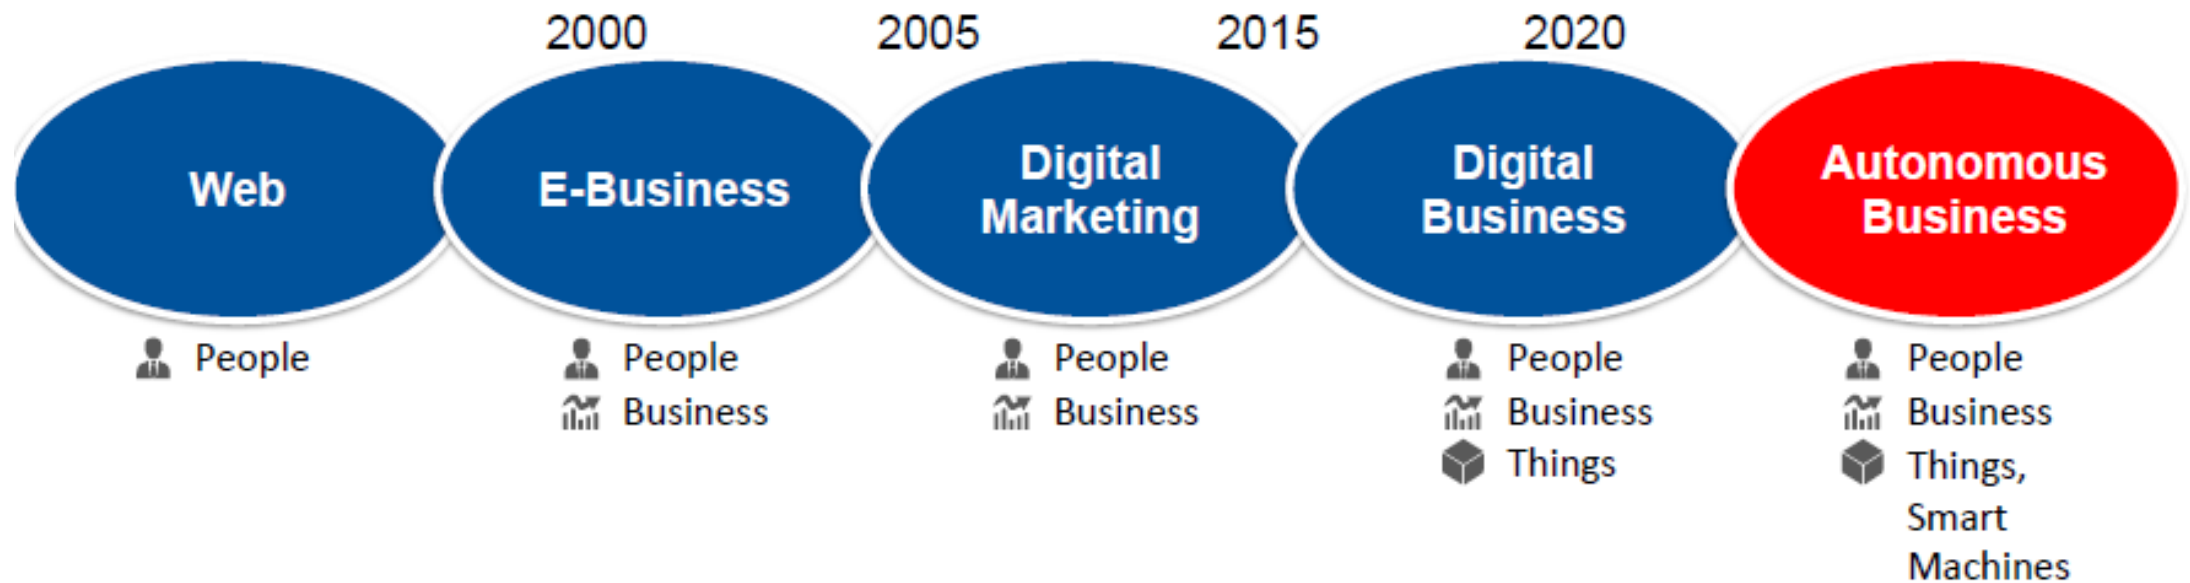 2000 2005 2015 2020
Web
E-Business
Digital
Marketing
Digital
Business
Autonomous
Business
People
People
Business
People
Business
People
Business
Things
People
Business
Things,
Smart
Machines